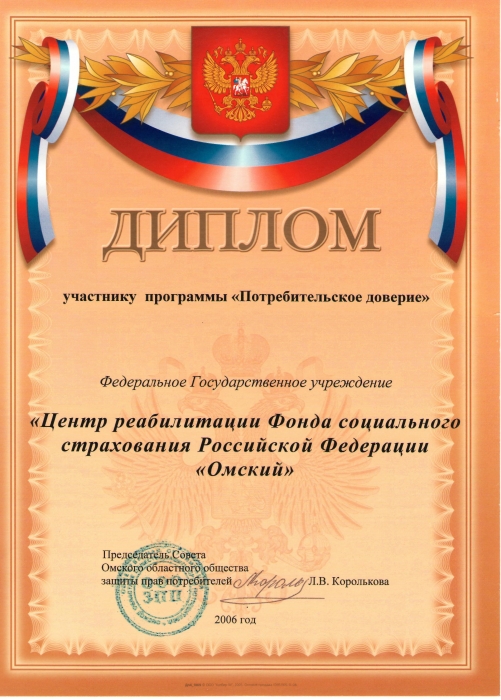 ДИПЛОМ
участнику программы «Потребительское доверие»
Федеральное Государственное учреждение
«Центр реабилитации Фонда социального
страхования Российской Федерации
«Омский»
Председатель Совета
Омского областного общества
защиты прав потребителей
Л.В. Королькова
ЗПП
2006 год